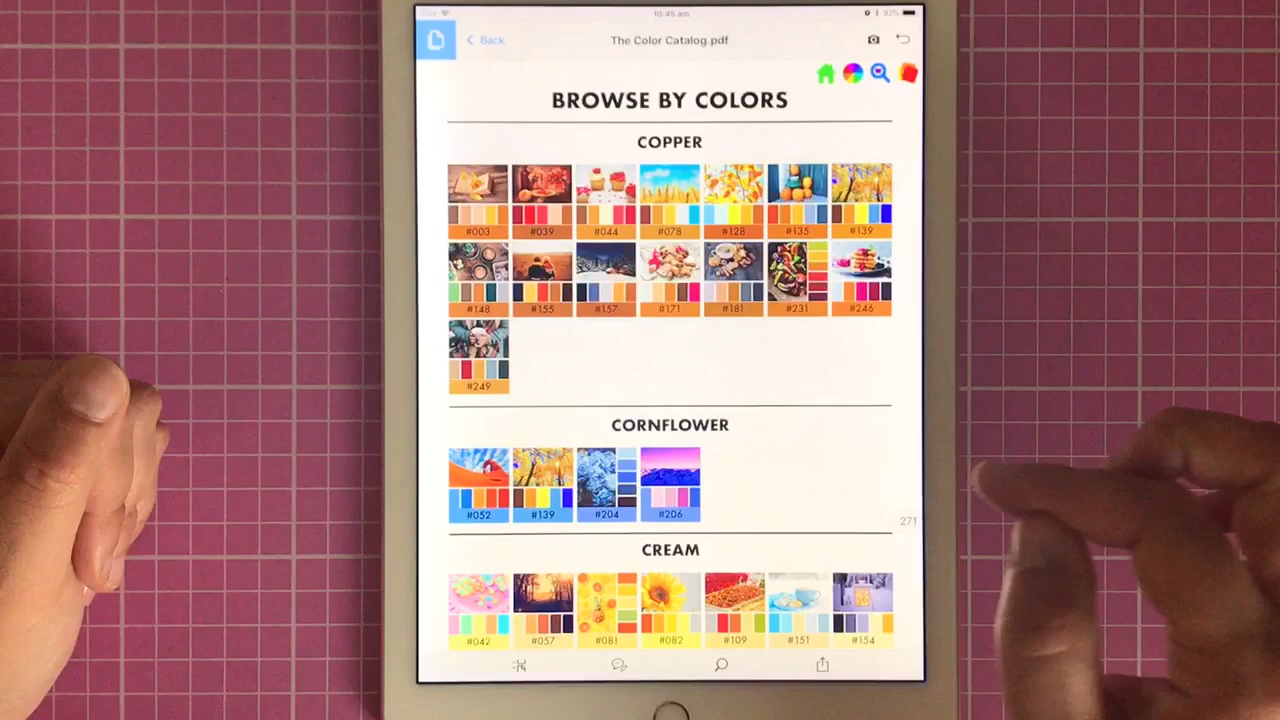 10:45 am
92%
Back
The Color Catalog.pdf
BROWSE BY COLORS
COPPER
#003 #039 #044 #078 #128 #135 #139
#148 #155 #157 #171 #181 #231 #246
#249
CORNFLOWER
#052 #139 #204 #206
271
CREAM
#042 #057 #081 #082 #109 #151 #154